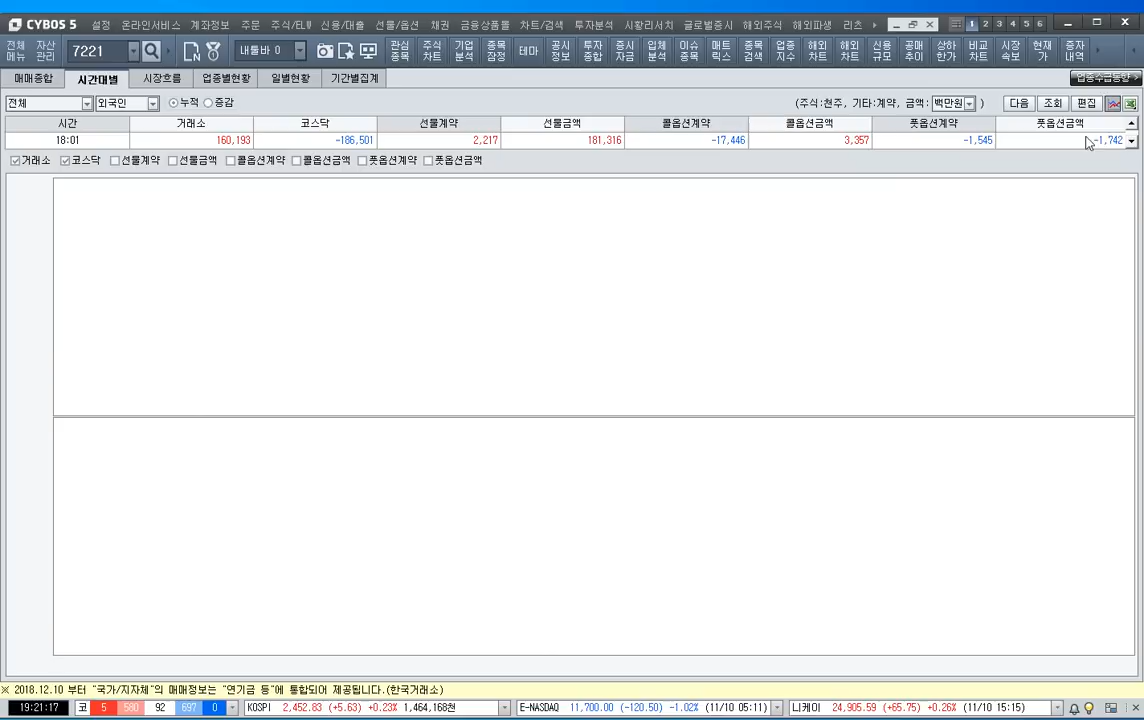 CYBOS 5 설정 온라인서비스 계좌정보 주문 주식/ELW 신용/대출 선물/옵션 채권 금융상품몰 차트/검색 투자분석 시황리서치 글로벌증시 해외주식 해외파생 리츠 1 2 3 4 5 6
전체메뉴 자산관리 7221 내툴바 0 관심종목 주식차트 기업분석 종목잠정 테마 공시정보 투자종합 증시자금 업체분석 이슈종목 매트릭스 종목검색 업종지수 해외차트 해외차트 신용규모 공매추이 상하한가 비교차트 시장속보 현재가 증자내역
매매종합 시간대별 시장흐름 업종별현황 일별현황 기간별집계 업종수급동향 >
전체 외국인 누적 증감 (주식:천주, 기타:계약, 금액: 백만원 ) 다음 조회 편집
시간 거래소 코스닥 선물계약 선물금액 콜옵션계약 콜옵션금액 풋옵션계약 풋옵션금액
18:01 160,193 -186,501 2,217 181,316 -17,446 3,357 -1,545 -1,742
거래소 코스닥 선물계약 선물금액 콜옵션계약 콜옵션금액 풋옵션계약 풋옵션금액
※ 2018.12.10 부터 "국가/지자체"의 매매정보는 "연기금 등"에 통합되어 제공됩니다.(한국거래소)
19:21:17 코 5 580 92 697 0 KOSPI 2,452.83 (+5.63) +0.23% 1,464,168천 E-NASDAQ 11,700.00 (-120.50) -1.02% (11/10 05:11) 니케이 24,905.59 (+65.75) +0.26% (11/10 15:15)